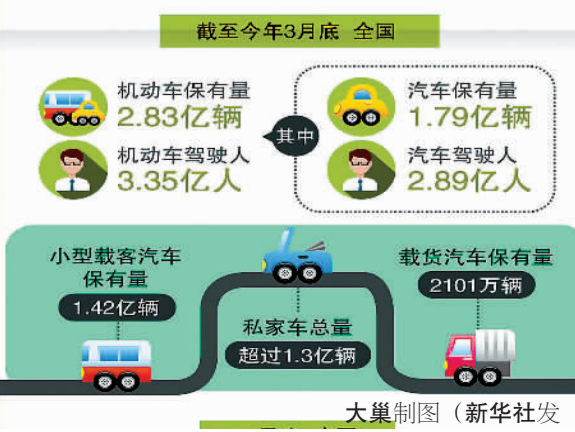 截至今年3月底 全国
机动车保有量
2.83亿辆
机动车驾驶人
3.35亿人
其中
汽车保有量
1.79亿辆
汽车驾驶人
2.89亿人
小型载客汽车
保有量
1.42亿辆
私家车总量
超过1.3亿辆
载货汽车保有量
2101万辆
大巢制图（新华社发